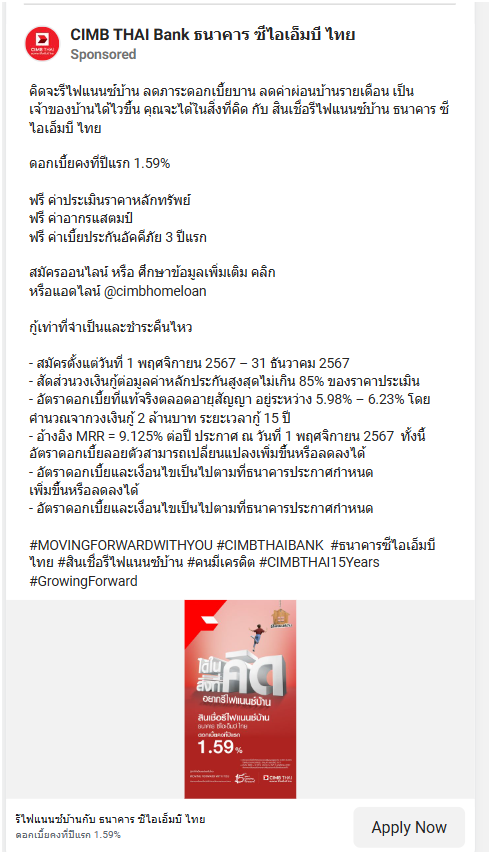 CIMB THAI Bank ธนาคาร ซีไอเอ็มบี ไทย
Sponsored
คิดจะรีไฟแนนซ์บ้าน ลดภาระดอกเบี้ยบาน ลดค่าผ่อนบ้านรายเดือน เป็น
เจ้าของบ้านได้ไวขึ้น คุณจะได้ในสิ่งที่คิด กับ สินเชื่อรีไฟแนนซ์บ้าน ธนาคาร ซี
ไอเอ็มบี ไทย
ดอกเบี้ยคงที่ปีแรก 1.59%
ฟรี ค่าประเมินราคาหลักทรัพย์
ฟรี ค่าอากรแสตมป์
ฟรี ค่าเบี้ยประกันอัคคีภัย 3 ปีแรก
สมัครออนไลน์ หรือ ศึกษาข้อมูลเพิ่มเติม คลิก
หรือแอดไลน์ @cimbhomeloan
กู้เท่าที่จำเป็นและชำระคืนไหว
- สมัครตั้งแต่วันที่ 1 พฤศจิกายน 2567 – 31 ธันวาคม 2567
- สัดส่วนวงเงินกู้ต่อมูลค่าหลักประกันสูงสุดไม่เกิน 85% ของราคาประเมิน
- อัตราดอกเบี้ยที่แท้จริงตลอดอายุสัญญา อยู่ระหว่าง 5.98% – 6.23% โดย
คำนวณจากวงเงินกู้ 2 ล้านบาท ระยะเวลากู้ 15 ปี
- อ้างอิง MRR = 9.125% ต่อปี ประกาศ ณ วันที่ 1 พฤศจิกายน 2567 ทั้งนี้
อัตราดอกเบี้ยลอยตัวสามารถเปลี่ยนแปลงเพิ่มขึ้นหรือลดลงได้
- อัตราดอกเบี้ยและเงื่อนไขเป็นไปตามที่ธนาคารประกาศกำหนด
เพิ่มขึ้นหรือลดลงได้
- อัตราดอกเบี้ยและเงื่อนไขเป็นไปตามที่ธนาคารประกาศกำหนด
#MOVINGFORWARDWITHYOU #CIMBTHAIBANK #ธนาคารซีไอเอ็มบี
ไทย #สินเชื่อรีไฟแนนซ์บ้าน #คนมีเครดิต #CIMBTHAI15Years
#GrowingForward
ได้ใน
สิ่งที่
คิด
อยากรีไฟแนนซ์บ้าน
สินเชื่อรีไฟแนนซ์บ้าน
ธนาคาร ซีไอเอ็มบี ไทย
ดอกเบี้ยคงที่ปีแรก
1.59%
CIMB THAI
รีไฟแนนซ์บ้านกับ ธนาคาร ซีไอเอ็มบี ไทย
ดอกเบี้ยคงที่ปีแรก 1.59%
Apply Now